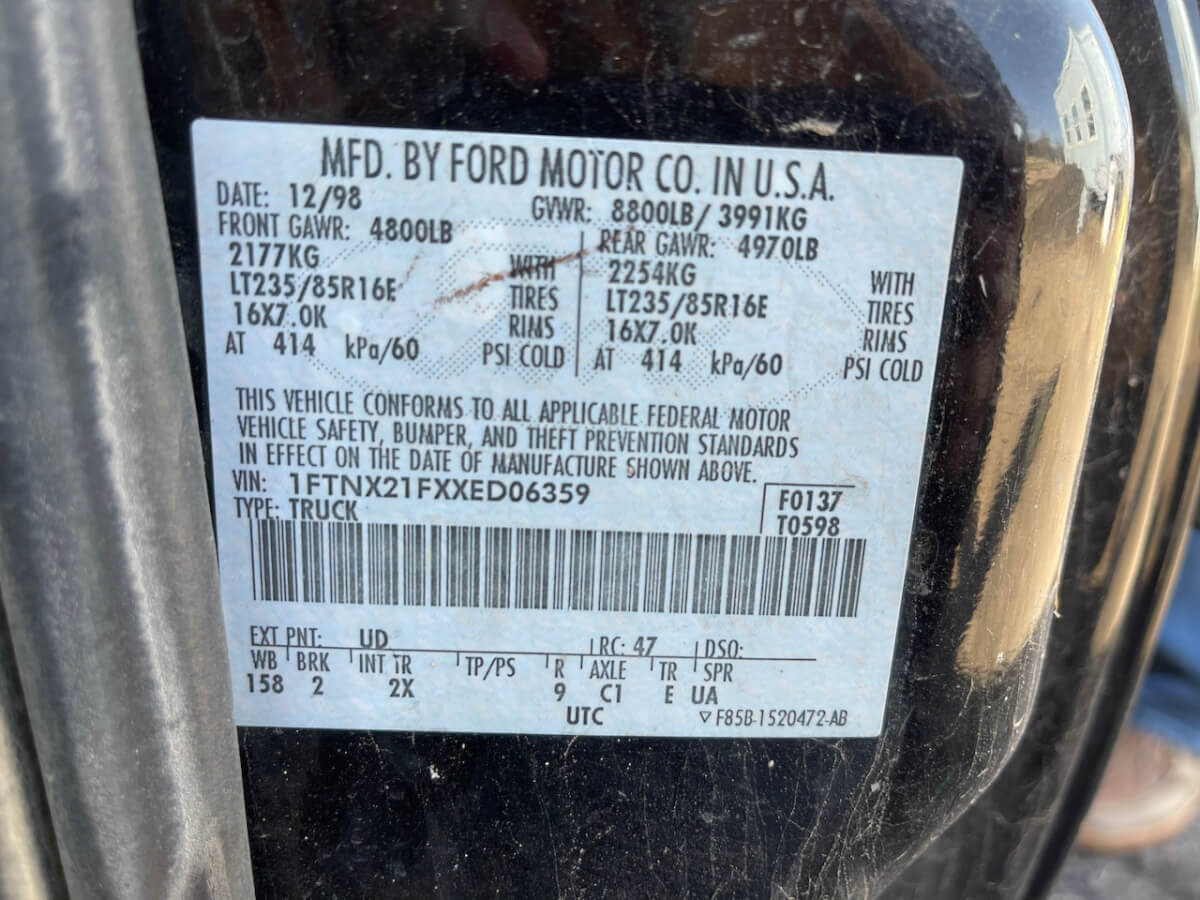 MFD. BY FORD MOTOR CO. IN U.S.A.
DATE: 12/98 GVWR: 8800LB/ 3991KG
FRONT GAWR: 4800LB REAR GAWR: 4970LB
2177KG WITH 2254KG WITH
LT235/85R16E TIRES LT235/85R16E TIRES
16X7.0K RIMS 16X7.0K RIMS
AT 414 kPa/60 PSI COLD AT 414 kPa/60 PSI COLD
THIS VEHICLE CONFORMS TO ALL APPLICABLE FEDERAL MOTOR
VEHICLE SAFETY, BUMPER, AND THEFT PREVENTION STANDARDS
IN EFFECT ON THE DATE OF MANUFACTURE SHOWN ABOVE.
VIN: 1FTNX21FXXED06359 F0137
TYPE: TRUCK T0598
EXT PNT: UD RC: 47 DSO:
WB BRK INT TR TP/PS R AXLE TR SPR
158 2 2X 9 C1 E UA
UTC ▽F85B-1520472-AB